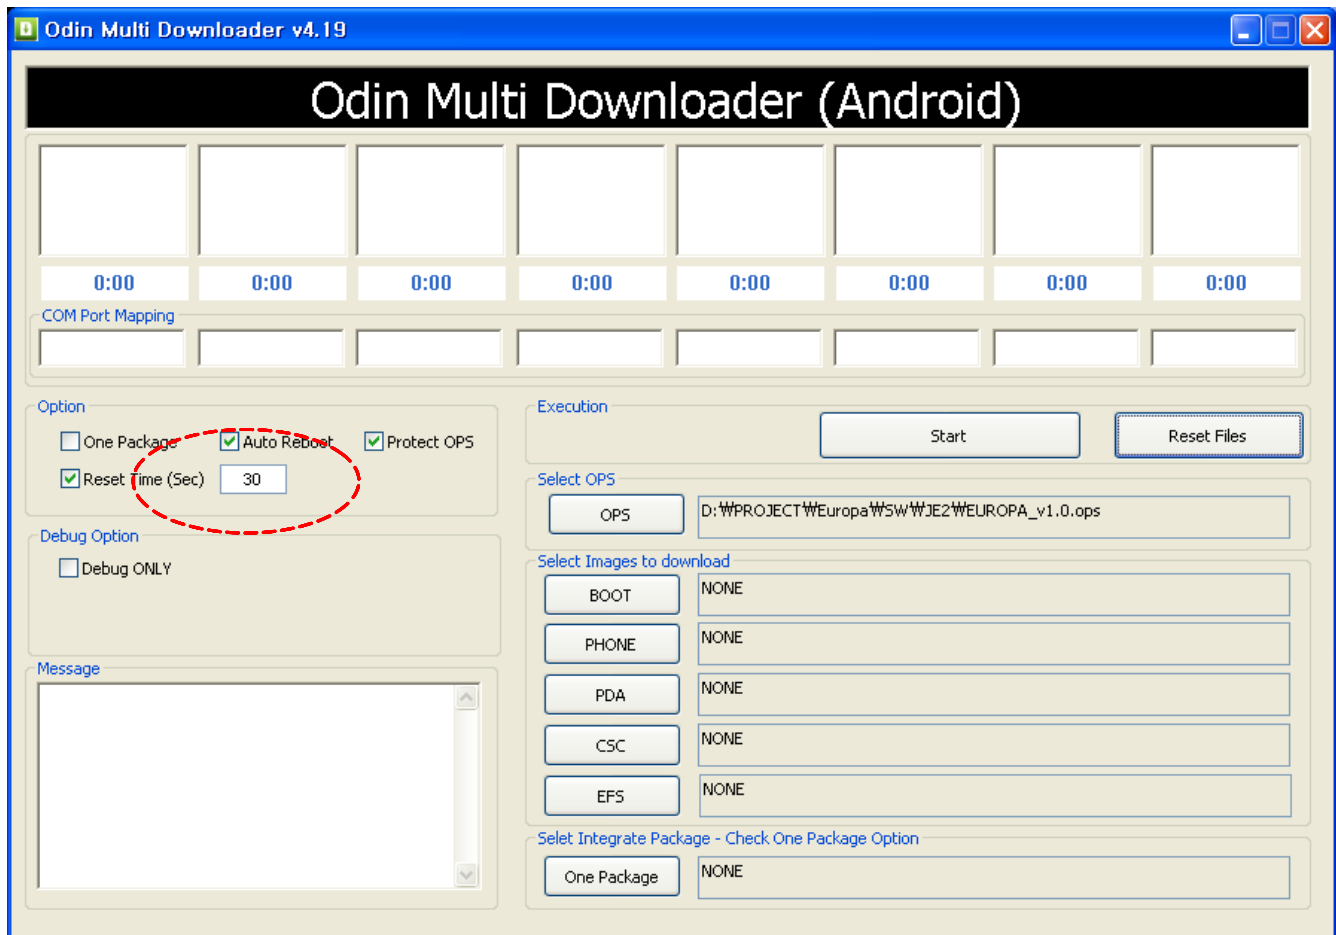 Odin Multi Downloader v4.19
Odin Multi Downloader (Android)
0:00 0:00 0:00 0:00 0:00 0:00 0:00 0:00
COM Port Mapping
Option
One Package Auto Reboot Protect OPS
Reset Time (Sec) 30
Debug Option
Debug ONLY
Message
Execution
Start Reset Files
Select OPS
OPS D:₩PROJECT₩Europa₩SW₩JE2₩EUROPA_v1.0.ops
Select Images to download
BOOT NONE
PHONE NONE
PDA NONE
CSC NONE
EFS NONE
Selet Integrate Package - Check One Package Option
One Package NONE